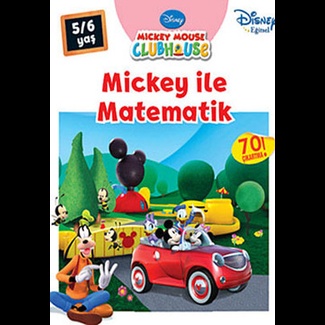 5/6
yaş
Disney
MICKEY MOUSE
CLUBHOUSE
DISNEY
Eğitsel
Mickey ile
Matematik
70!
ÇIKARTMA